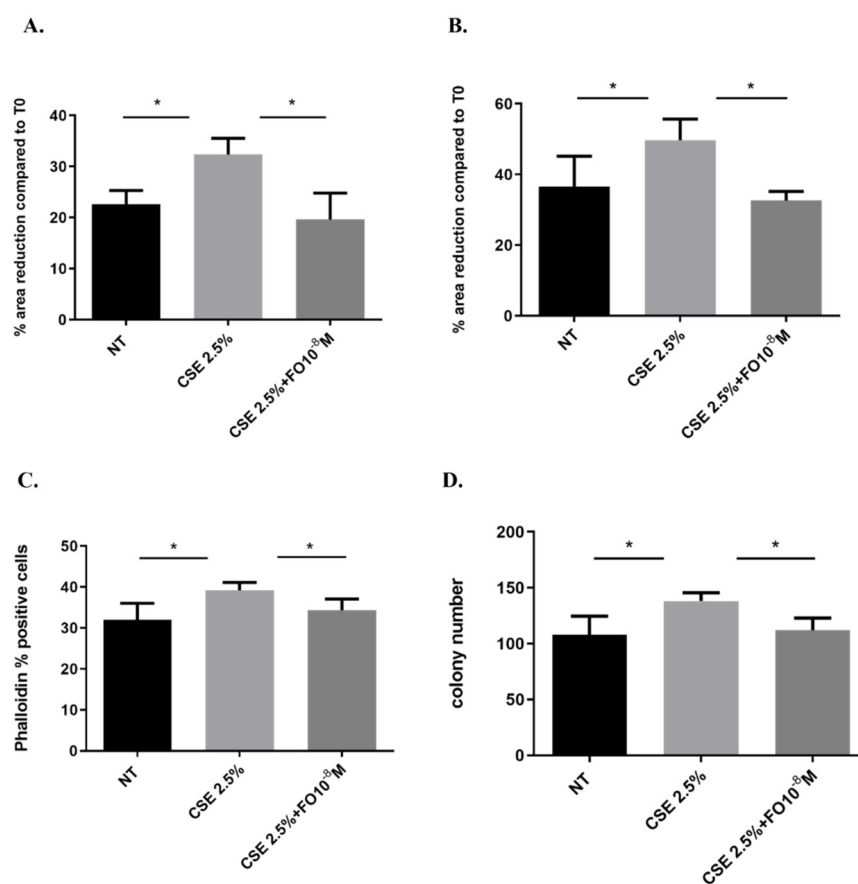 A.
% area reduction compared to T0
40
30
20
10
0
*
*
NT
CSE 2.5%
CSE 2.5%+FO10⁻⁸M
B.
% area reduction compared to T0
60
40
20
0
*
*
NT
CSE 2.5%
CSE 2.5%+FO10⁻⁸M
C.
Phalloidin % positive cells
50
40
30
20
10
0
*
*
NT
CSE 2.5%
CSE 2.5%+FO10⁻⁸M
D.
colony number
200
150
100
50
0
*
*
NT
CSE 2.5%
CSE 2.5%+FO10⁻⁸M